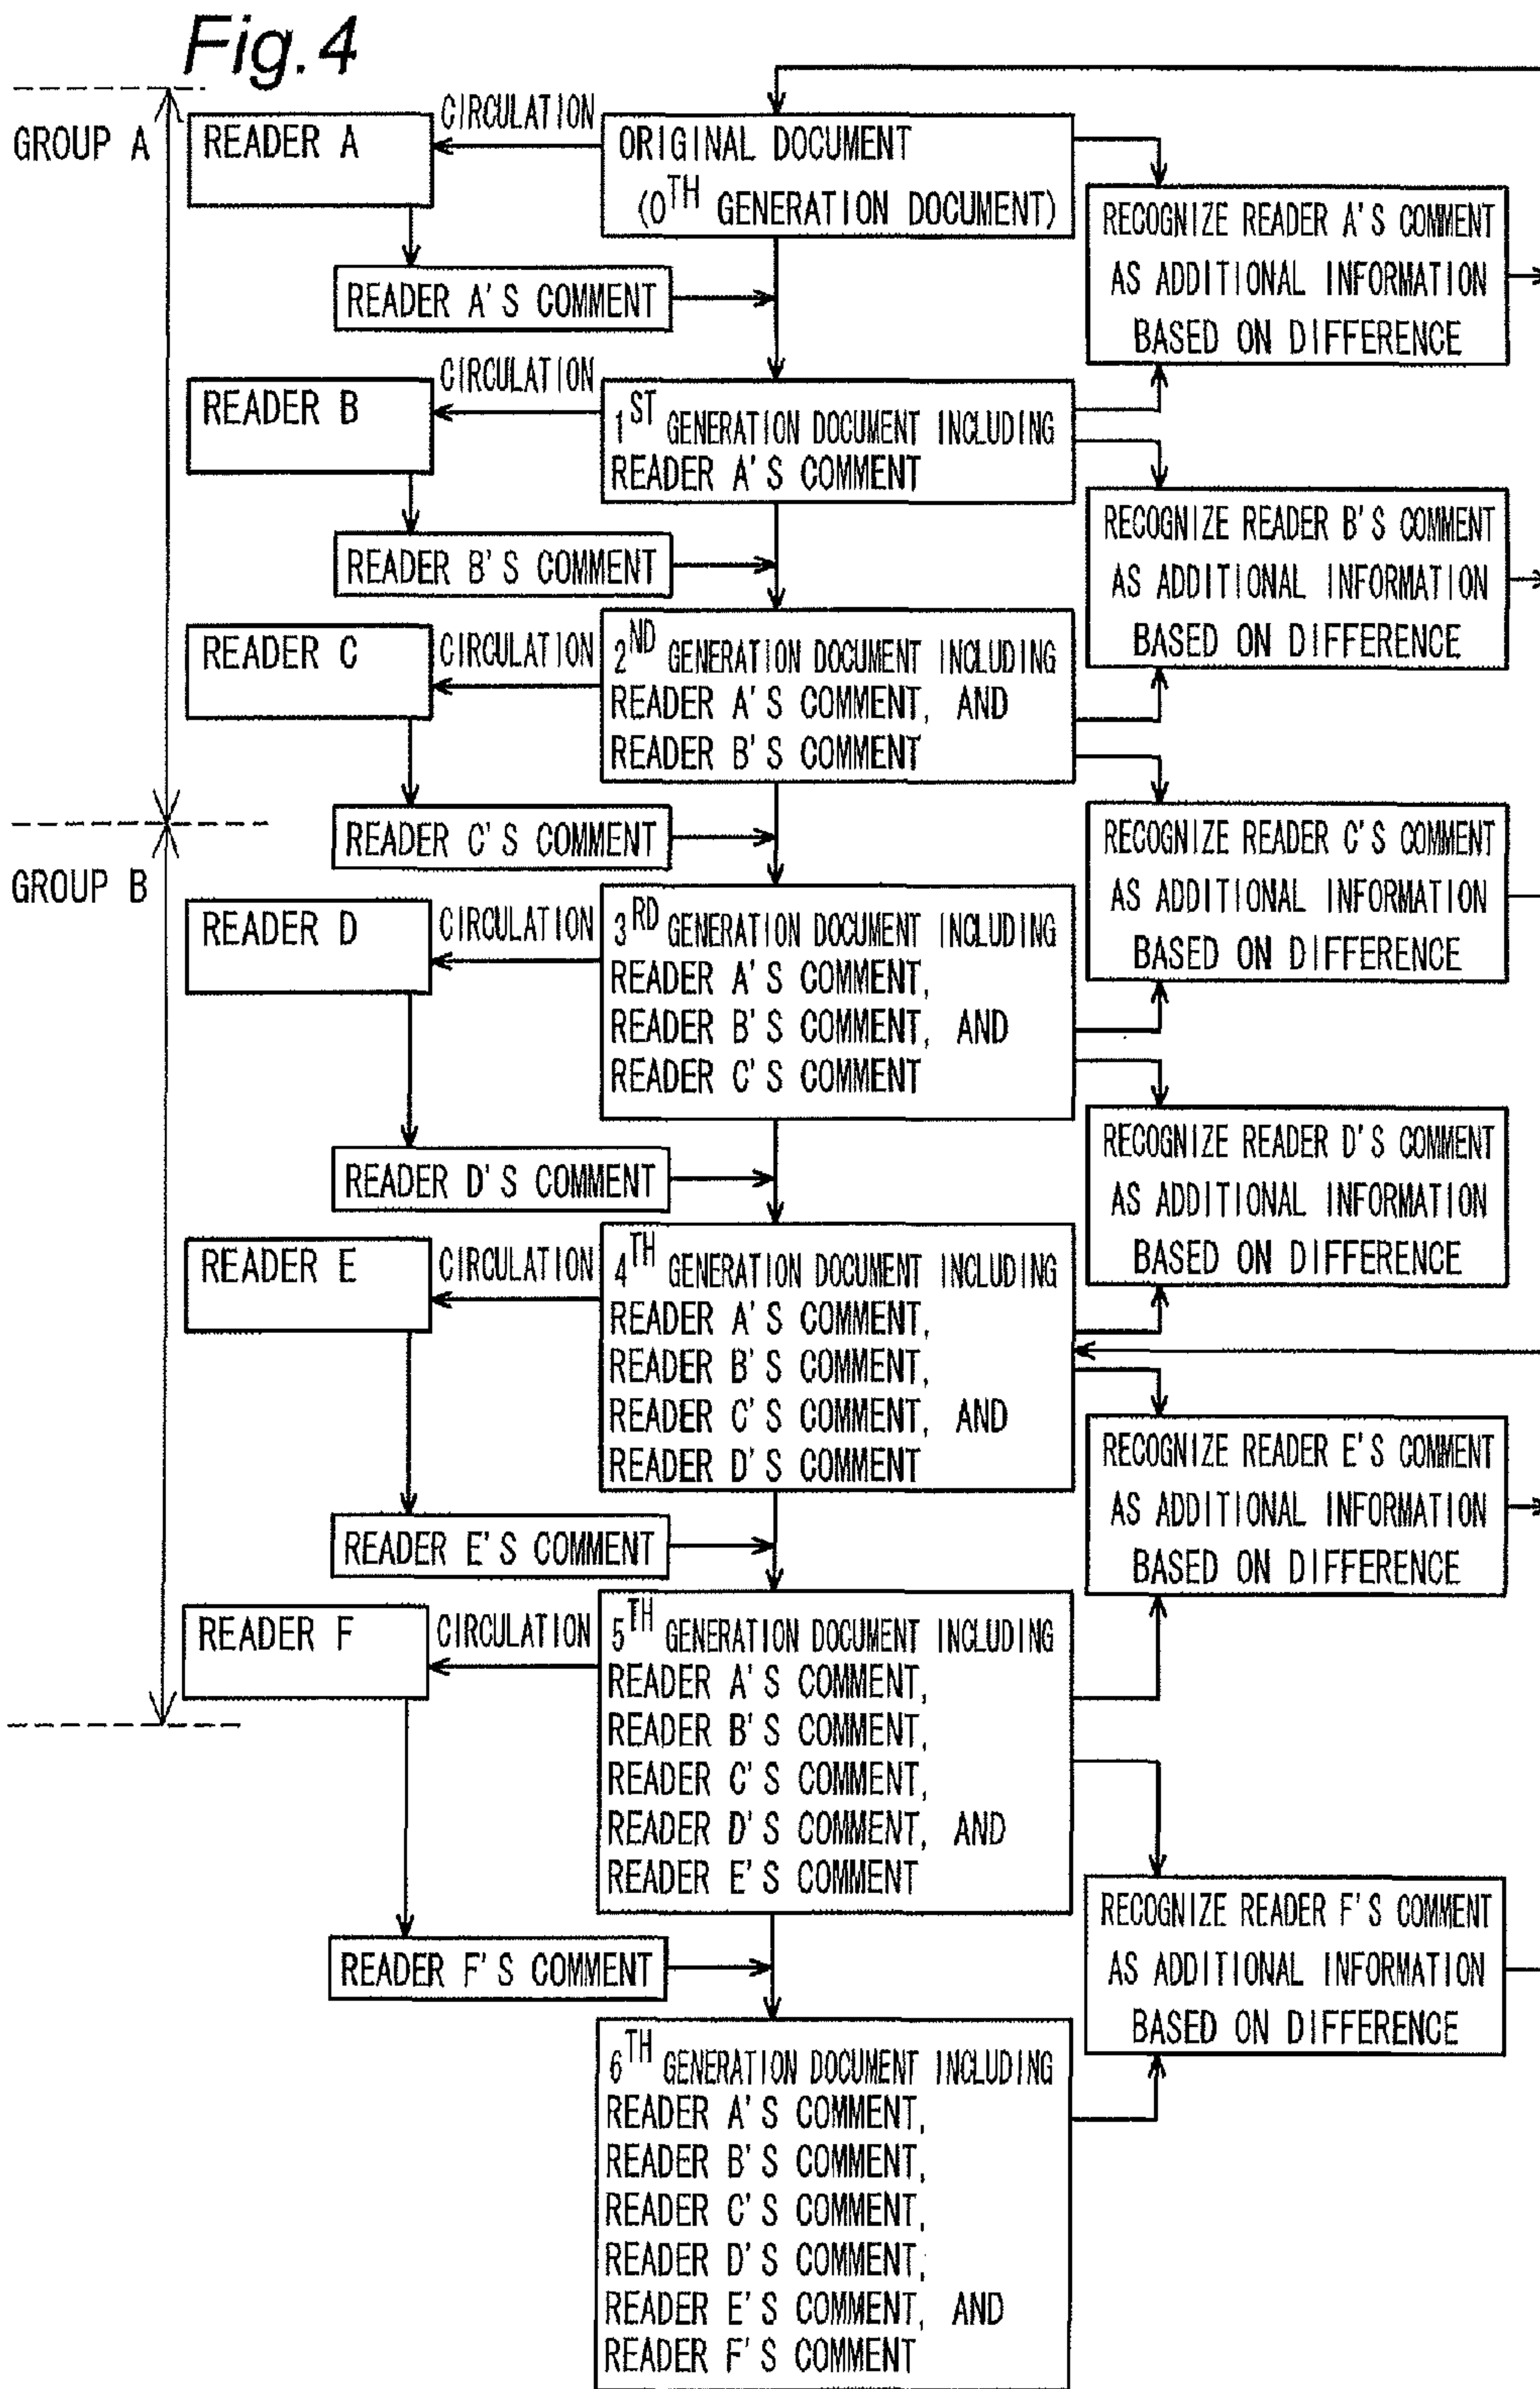 Fig. 4
GROUP A
READER A
CIRCULATION
ORIGINAL DOCUMENT
(0TH GENERATION DOCUMENT)
RECOGNIZE READER A'S COMMENT
AS ADDITIONAL INFORMATION
BASED ON DIFFERENCE
READER A'S COMMENT
READER B
CIRCULATION
1ST GENERATION DOCUMENT INCLUDING
READER A'S COMMENT
RECOGNIZE READER B'S COMMENT
AS ADDITIONAL INFORMATION
BASED ON DIFFERENCE
READER B'S COMMENT
READER C
CIRCULATION
2ND GENERATION DOCUMENT INCLUDING
READER A'S COMMENT, AND
READER B'S COMMENT
RECOGNIZE READER C'S COMMENT
AS ADDITIONAL INFORMATION
BASED ON DIFFERENCE
READER C'S COMMENT
GROUP B
READER D
CIRCULATION
3RD GENERATION DOCUMENT INCLUDING
READER A'S COMMENT,
READER B'S COMMENT, AND
READER C'S COMMENT
RECOGNIZE READER D'S COMMENT
AS ADDITIONAL INFORMATION
BASED ON DIFFERENCE
READER D'S COMMENT
READER E
CIRCULATION
4TH GENERATION DOCUMENT INCLUDING
READER A'S COMMENT,
READER B'S COMMENT,
READER C'S COMMENT, AND
READER D'S COMMENT
RECOGNIZE READER E'S COMMENT
AS ADDITIONAL INFORMATION
BASED ON DIFFERENCE
READER E'S COMMENT
READER F
CIRCULATION
5TH GENERATION DOCUMENT INCLUDING
READER A'S COMMENT,
READER B'S COMMENT,
READER C'S COMMENT,
READER D'S COMMENT, AND
READER E'S COMMENT
RECOGNIZE READER F'S COMMENT
AS ADDITIONAL INFORMATION
BASED ON DIFFERENCE
READER F'S COMMENT
6TH GENERATION DOCUMENT INCLUDING
READER A'S COMMENT,
READER B'S COMMENT,
READER C'S COMMENT,
READER D'S COMMENT,
READER E'S COMMENT, AND
READER F'S COMMENT